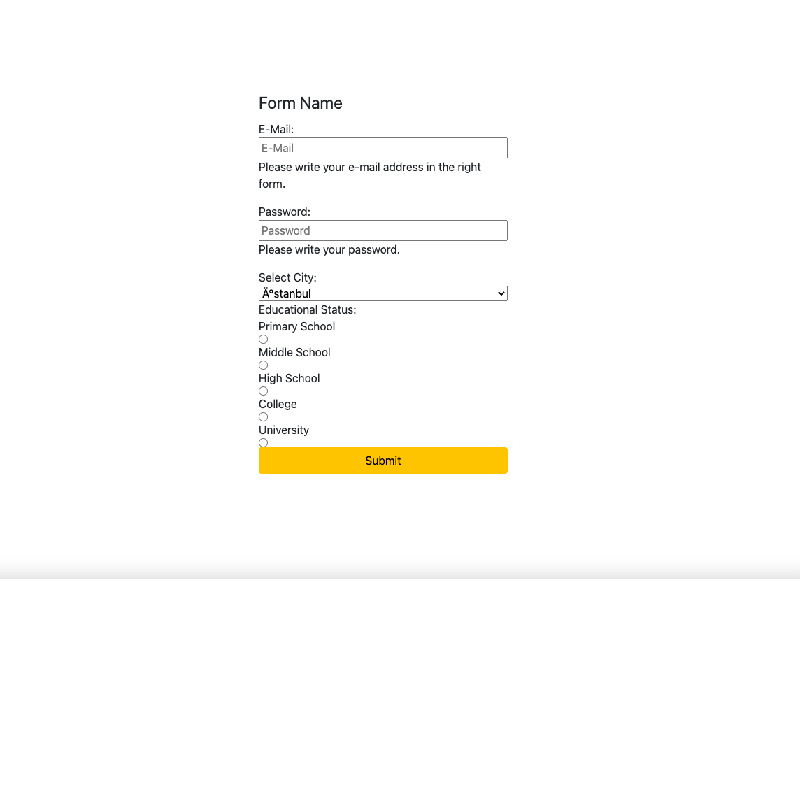 Form Name
E-Mail:
E-Mail
Please write your e-mail address in the right
form.
Password:
Password
Please write your password.
Select City:
Ä°stanbul
Educational Status:
Primary School
Middle School
High School
College
University
Submit